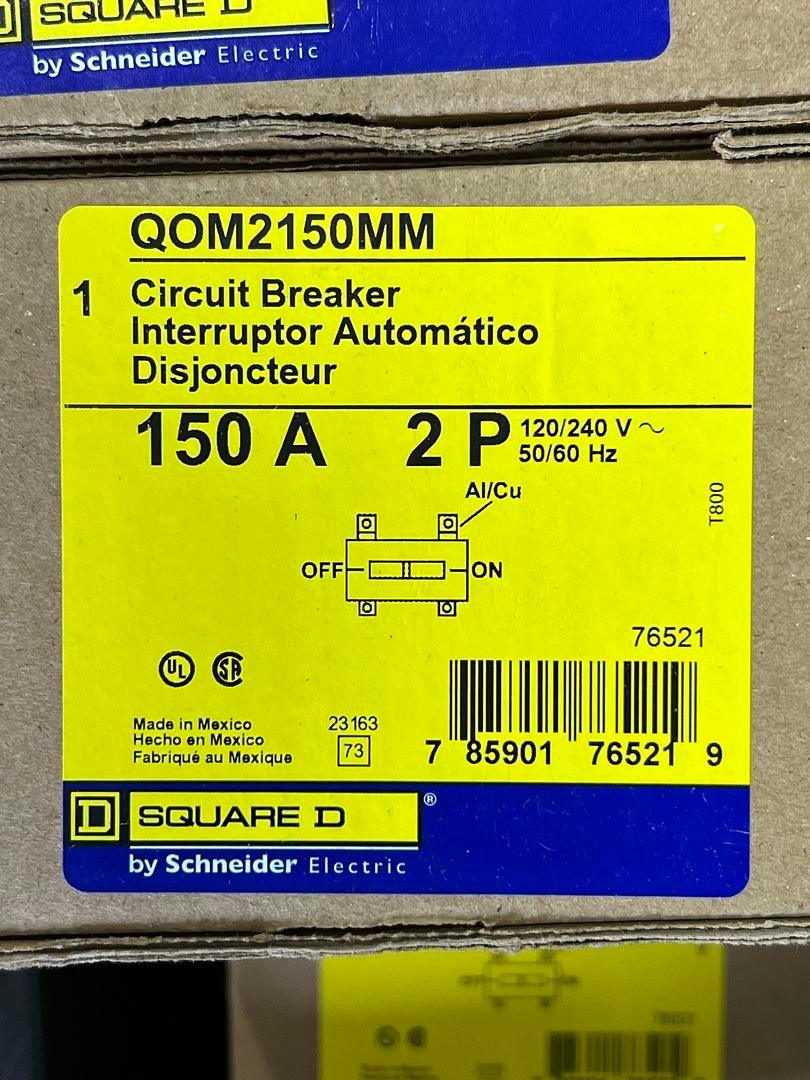 SQUARE D
by Schneider Electric
QOM2150MM
1
Circuit Breaker
Interruptor Automático
Disjoncteur
150 A 2 P 120/240 V ~
50/60 Hz
Al/Cu
T800
OFF ON
76521
UL SA
Made in Mexico
Hecho en Mexico
Fabriqué au Mexique
23163
73
7 85901 76521 9
D SQUARE D ®
by Schneider Electric